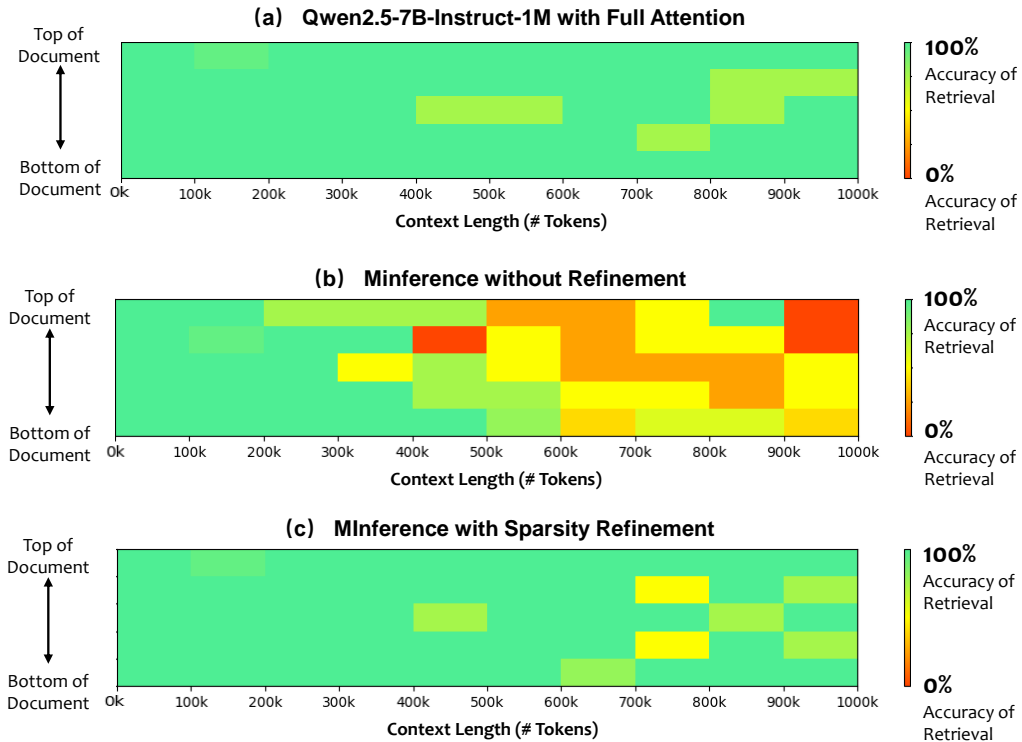 (a) Qwen2.5-7B-Instruct-1M with Full Attention
Top of
Document
Bottom of
Document
0k 100k 200k 300k 400k 500k 600k 700k 800k 900k 1000k
Context Length (# Tokens)
100%
Accuracy of
Retrieval
0%
Accuracy of
Retrieval
(b) Minference without Refinement
Top of
Document
Bottom of
Document
0k 100k 200k 300k 400k 500k 600k 700k 800k 900k 1000k
Context Length (# Tokens)
100%
Accuracy of
Retrieval
0%
Accuracy of
Retrieval
(c) MInference with Sparsity Refinement
Top of
Document
Bottom of
Document
0k 100k 200k 300k 400k 500k 600k 700k 800k 900k 1000k
Context Length (# Tokens)
100%
Accuracy of
Retrieval
0%
Accuracy of
Retrieval